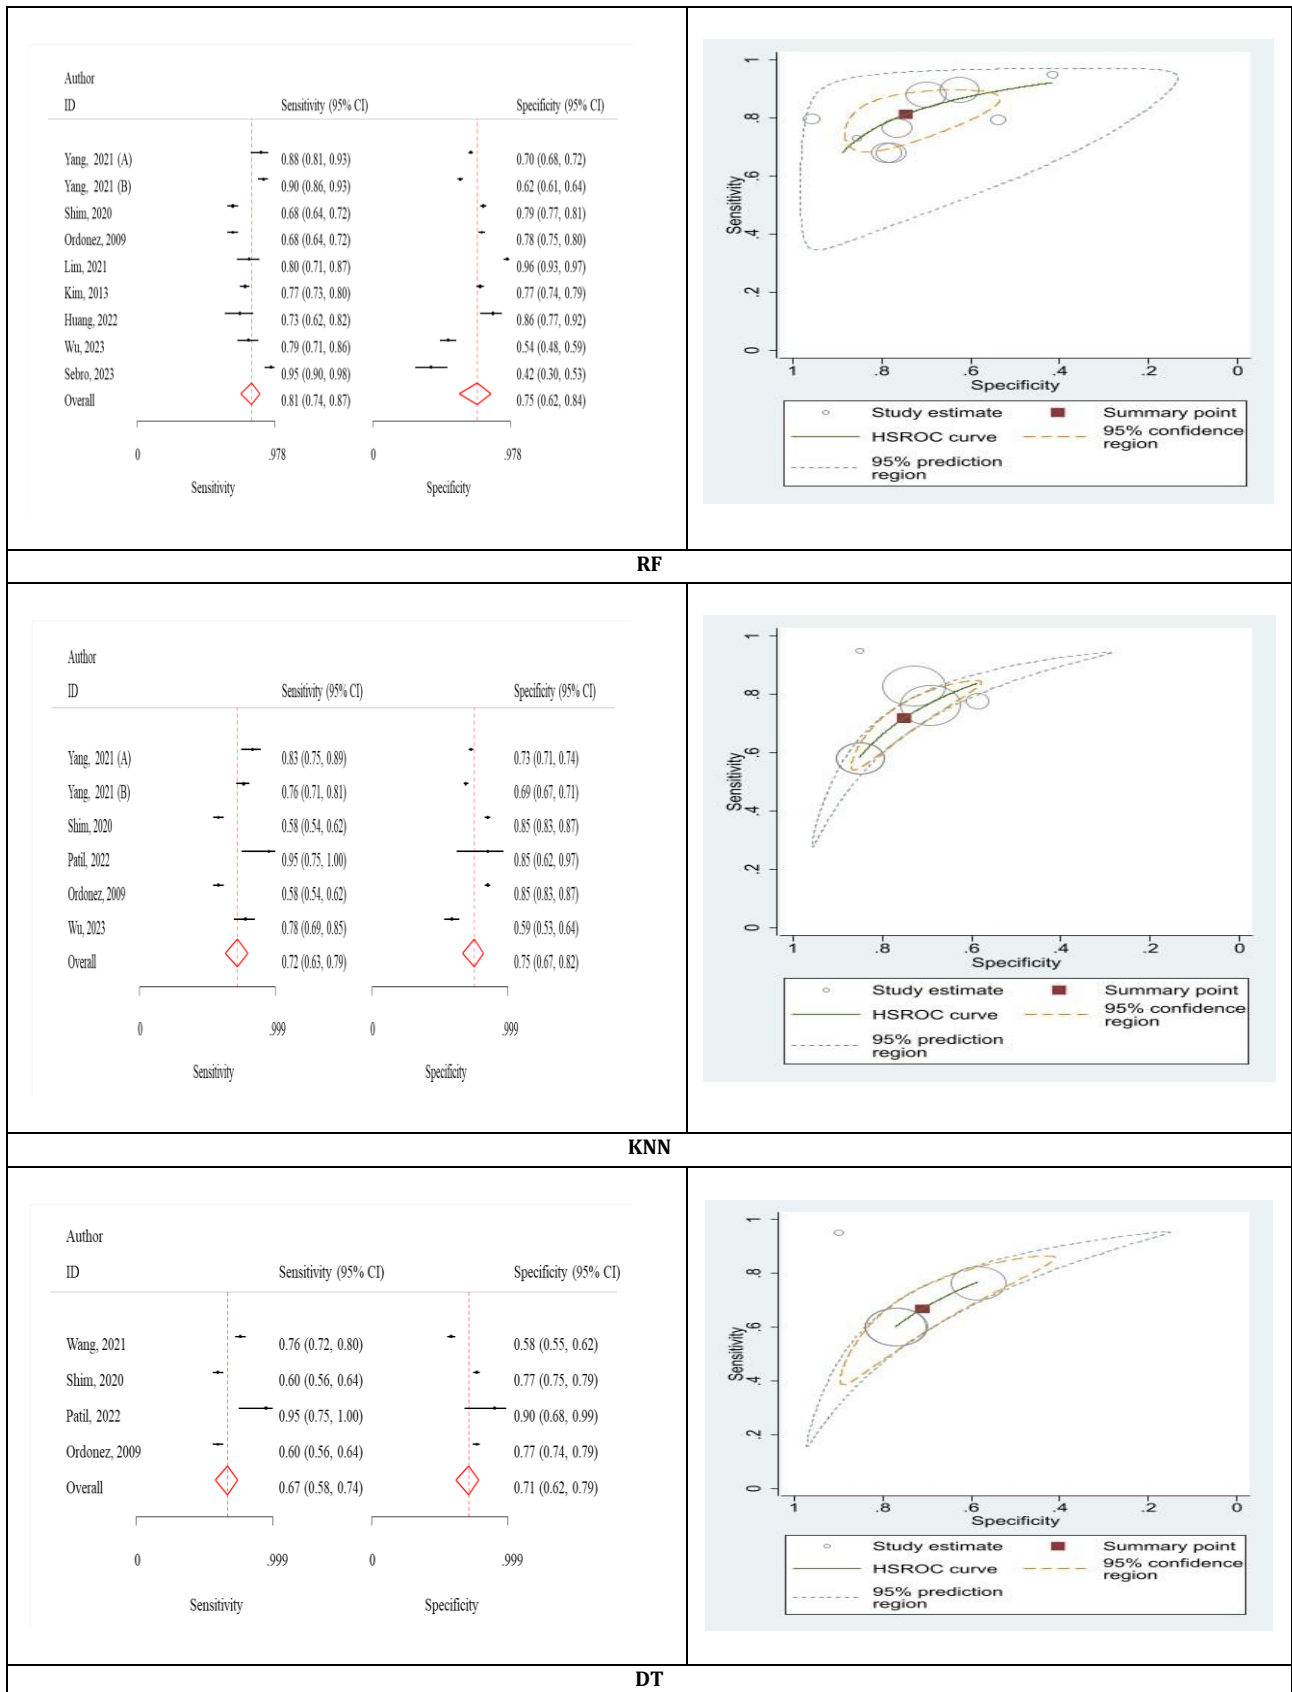 Author
ID Sensitivity (95% CI) Specificity (95% CI)
Yang, 2021 (A) 0.88 (0.81, 0.93) 0.70 (0.68, 0.72)
Yang, 2021 (B) 0.90 (0.86, 0.93) 0.62 (0.61, 0.64)
Shim, 2020 0.68 (0.64, 0.72) 0.79 (0.77, 0.81)
Ordonez, 2009 0.68 (0.64, 0.72) 0.78 (0.75, 0.80)
Lim, 2021 0.80 (0.71, 0.87) 0.96 (0.93, 0.97)
Kim, 2013 0.77 (0.73, 0.80) 0.77 (0.74, 0.79)
Huang, 2022 0.73 (0.62, 0.82) 0.86 (0.77, 0.92)
Wu, 2023 0.79 (0.71, 0.86) 0.54 (0.48, 0.59)
Sebro, 2023 0.95 (0.90, 0.98) 0.42 (0.30, 0.53)
Overall 0.81 (0.74, 0.87) 0.75 (0.62, 0.84)
0 .978 0 .978
Sensitivity Specificity
Sensitivity
1
.8
.6
.4
.2
0
1 .8 .6 .4 .2 0
Specificity
Study estimate Summary point
HSROC curve 95% confidence
region
95% prediction
region
RF
Author
ID Sensitivity (95% CI) Specificity (95% CI)
Yang, 2021 (A) 0.83 (0.75, 0.89) 0.73 (0.71, 0.74)
Yang, 2021 (B) 0.76 (0.71, 0.81) 0.69 (0.67, 0.71)
Shim, 2020 0.58 (0.54, 0.62) 0.85 (0.83, 0.87)
Patil, 2022 0.95 (0.75, 1.00) 0.85 (0.62, 0.97)
Ordonez, 2009 0.58 (0.54, 0.62) 0.85 (0.83, 0.87)
Wu, 2023 0.78 (0.69, 0.85) 0.59 (0.53, 0.64)
Overall 0.72 (0.63, 0.79) 0.75 (0.67, 0.82)
0 .999 0 .999
Sensitivity Specificity
Sensitivity
1
.8
.6
.4
.2
0
1 .8 .6 .4 .2 0
Specificity
Study estimate Summary point
HSROC curve 95% confidence
region
95% prediction
region
KNN
Author
ID Sensitivity (95% CI) Specificity (95% CI)
Wang, 2021 0.76 (0.72, 0.80) 0.58 (0.55, 0.62)
Shim, 2020 0.60 (0.56, 0.64) 0.77 (0.75, 0.79)
Patil, 2022 0.95 (0.75, 1.00) 0.90 (0.68, 0.99)
Ordonez, 2009 0.60 (0.56, 0.64) 0.77 (0.74, 0.79)
Overall 0.67 (0.58, 0.74) 0.71 (0.62, 0.79)
0 .999 0 .999
Sensitivity Specificity
Sensitivity
1
.8
.6
.4
.2
0
1 .8 .6 .4 .2 0
Specificity
Study estimate Summary point
HSROC curve 95% confidence
region
95% prediction
region
DT